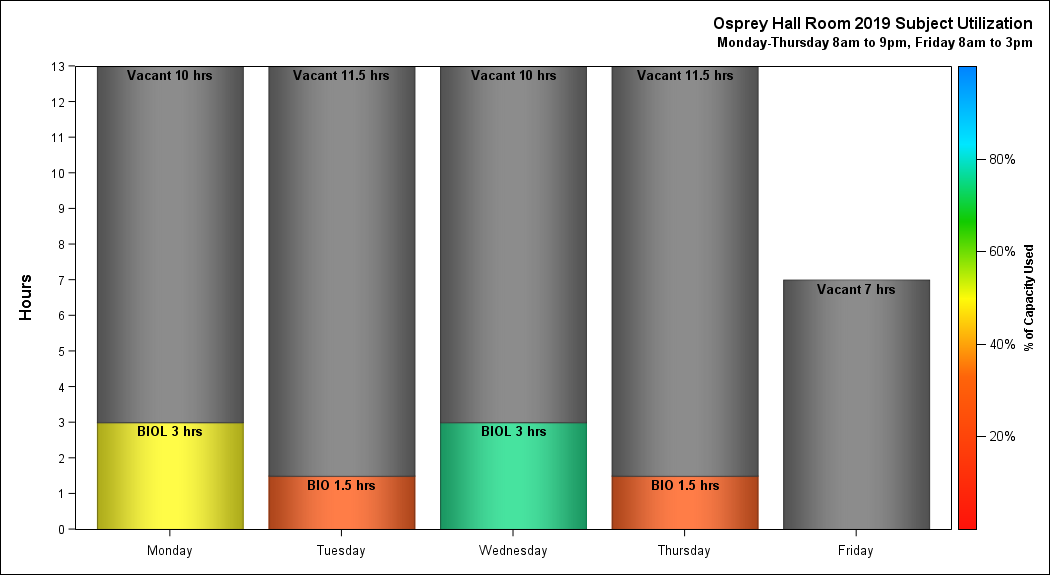 Osprey Hall Room 2019 Subject Utilization
Monday-Thursday 8am to 9pm, Friday 8am to 3pm
Hours
13
12
11
10
9
8
7
6
5
4
3
2
1
0
Vacant 10 hrs
Vacant 11.5 hrs
Vacant 10 hrs
Vacant 11.5 hrs
Vacant 7 hrs
BIOL 3 hrs
BIO 1.5 hrs
BIOL 3 hrs
BIO 1.5 hrs
Monday
Tuesday
Wednesday
Thursday
Friday
80%
60%
40%
20%
% of Capacity Used